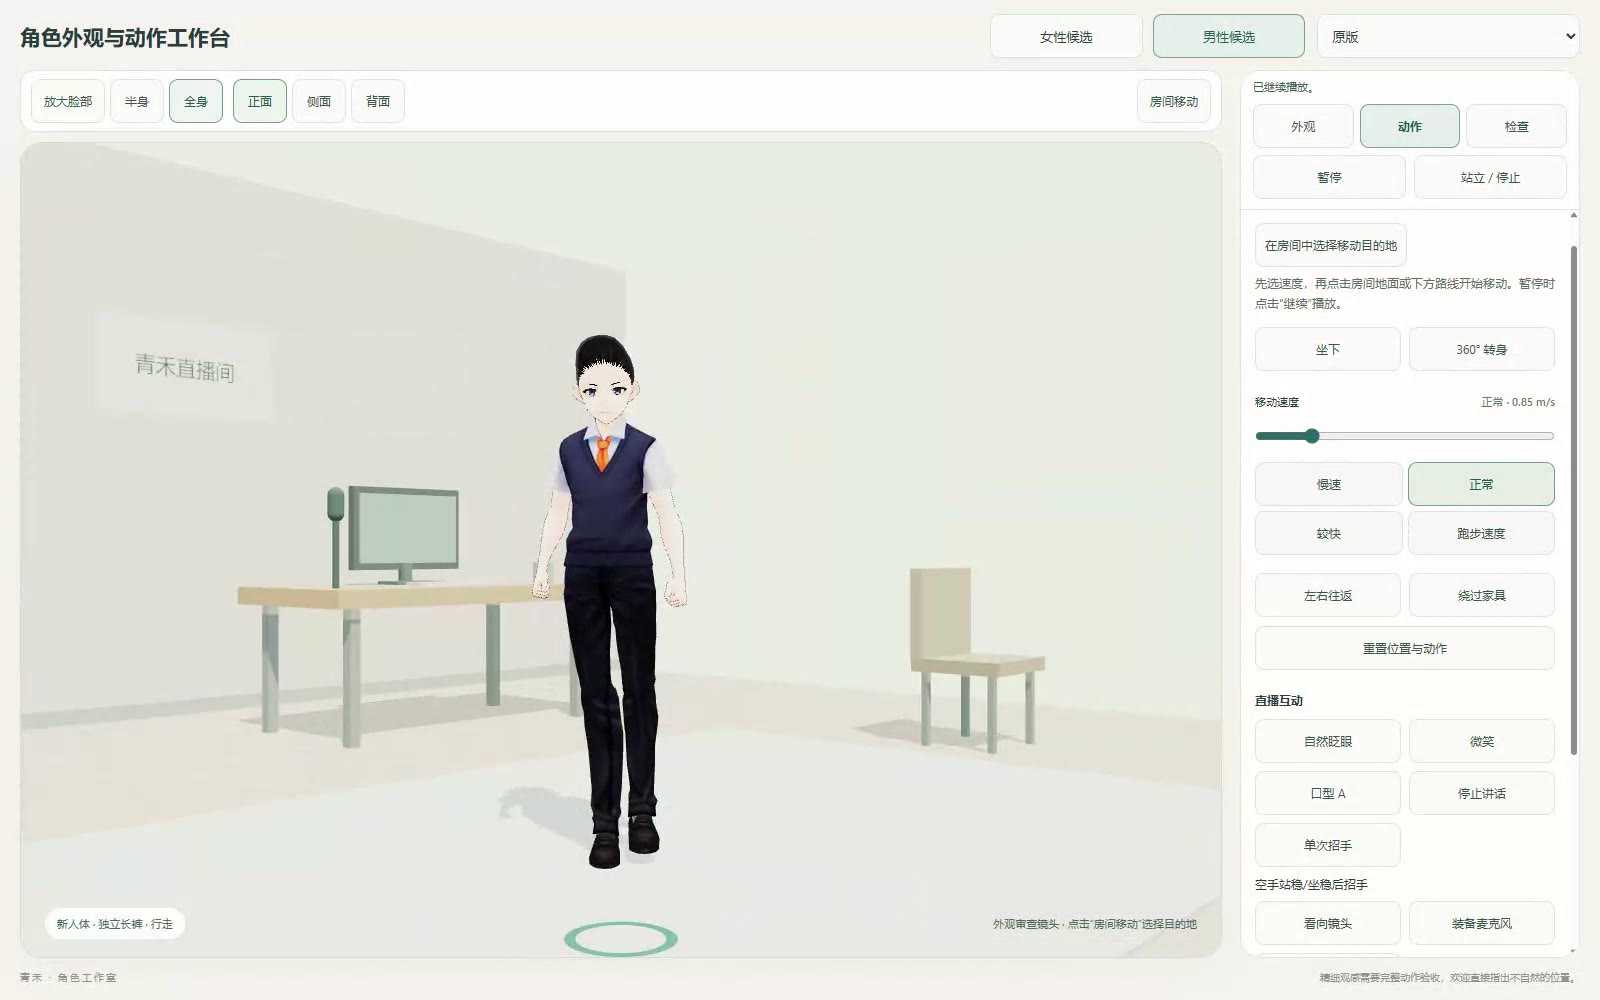 角色外观与动作工作台
女性候选
男性候选
原版
放大脸部
半身
全身
正面
侧面
背面
房间移动
青禾直播间
新人体 · 独立长裤 · 行走
外观审查镜头 · 点击“房间移动”选择目的地
已继续播放。
外观
动作
检查
暂停
站立 / 停止
在房间中选择移动目的地
先选速度，再点击房间地面或下方路线开始移动。暂停时
点击“继续”播放。
坐下
360° 转身
移动速度
正常 · 0.85 m/s
慢速
正常
较快
跑步速度
左右往返
绕过家具
重置位置与动作
直播互动
自然眨眼
微笑
口型 A
停止讲话
单次招手
空手站稳/坐稳后招手
看向镜头
装备麦克风
青禾 · 角色工作室
精细观感需要完整动作验收，欢迎直接指出不自然的位置。